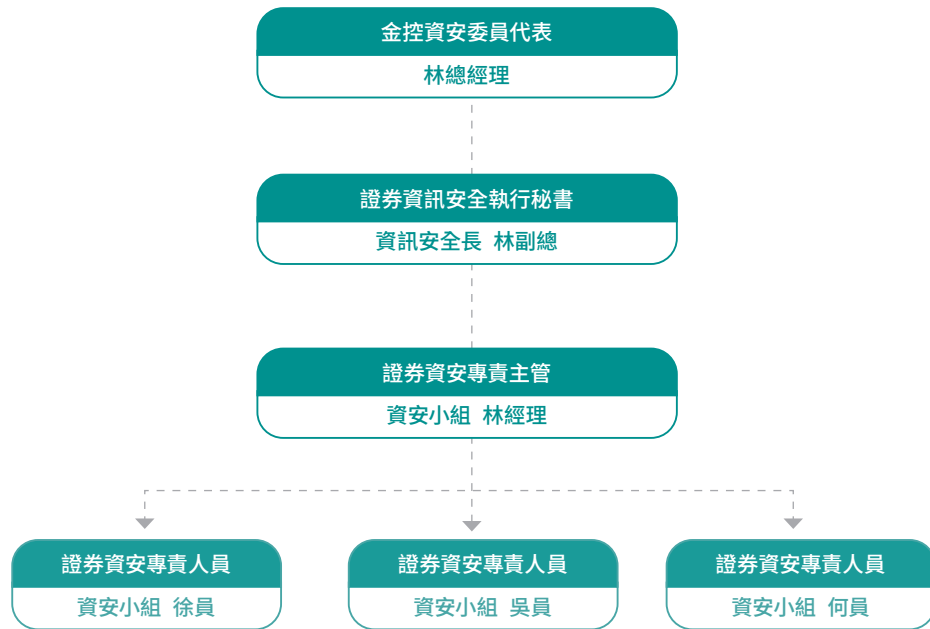 金控資安委員代表
林總經理
證券資訊安全執行秘書
資訊安全長 林副總
證券資安專責主管
資安小組 林經理
證券資安專責人員
資安小組 徐員
證券資安專責人員
資安小組 吳員
證券資安專責人員
資安小組 何員